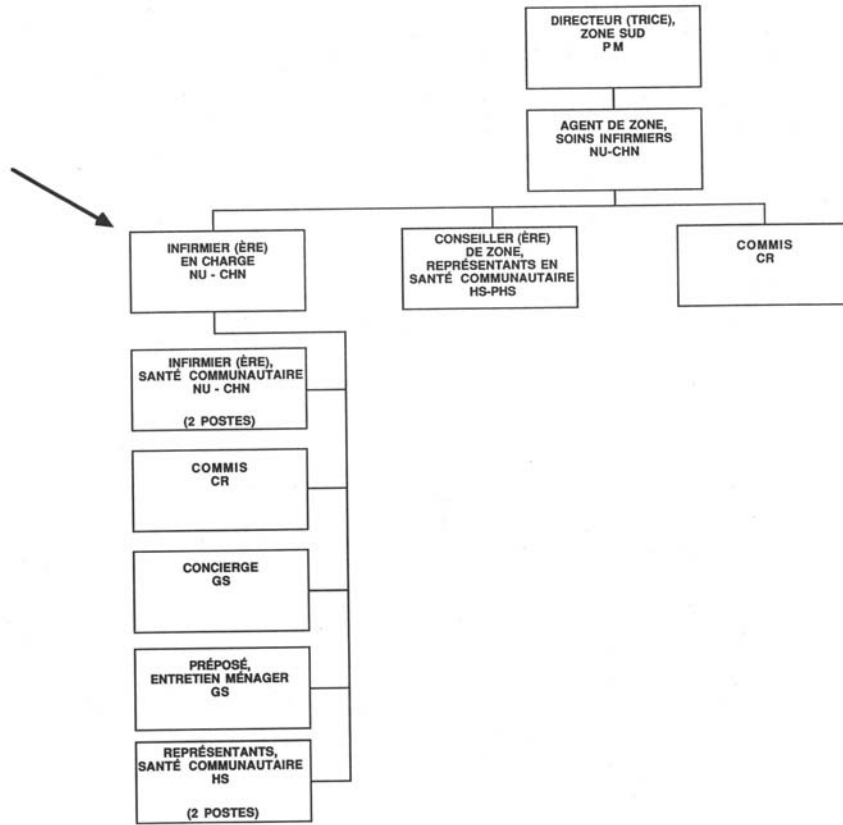 DIRECTEUR (TRICE),
ZONE SUD
PM
AGENT DE ZONE,
SOINS INFIRMIERS
NU-CHN
INFIRMIER (ÈRE)
EN CHARGE
NU - CHN
CONSEILLER (ÈRE)
DE ZONE,
REPRÉSENTANTS EN
SANTÉ COMMUNAUTAIRE
HS-PHS
COMMIS
CR
INFIRMIER (ÈRE),
SANTÉ COMMUNAUTAIRE
NU - CHN
(2 POSTES)
COMMIS
CR
CONCIERGE
GS
PRÉPOSÉ,
ENTRETIEN MÉNAGER
GS
REPRÉSENTANTS,
SANTÉ COMMUNAUTAIRE
HS
(2 POSTES)